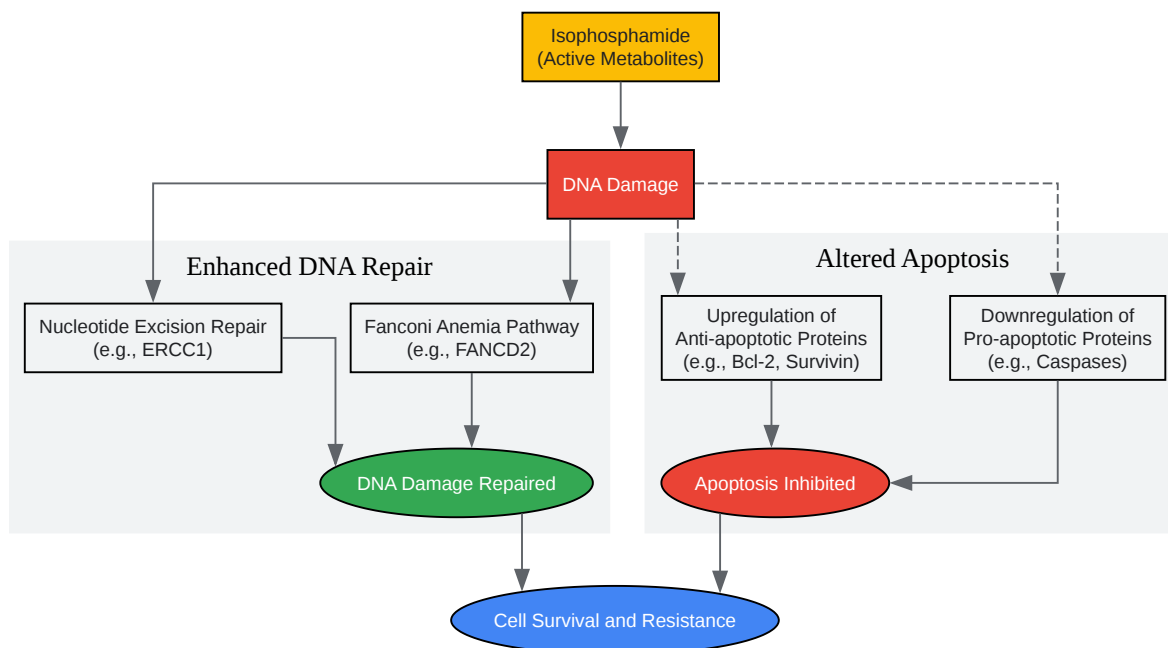 Isophosphamide
(Active Metabolites)
DNA Damage
Enhanced DNA Repair
Altered Apoptosis
Nucleotide Excision Repair
(e.g., ERCC1)
Fanconi Anemia Pathway
(e.g., FANCD2)
Upregulation of
Anti-apoptotic Proteins
(e.g., Bcl-2, Survivin)
Downregulation of
Pro-apoptotic Proteins
(e.g., Caspases)
DNA Damage Repaired
Apoptosis Inhibited
Cell Survival and Resistance